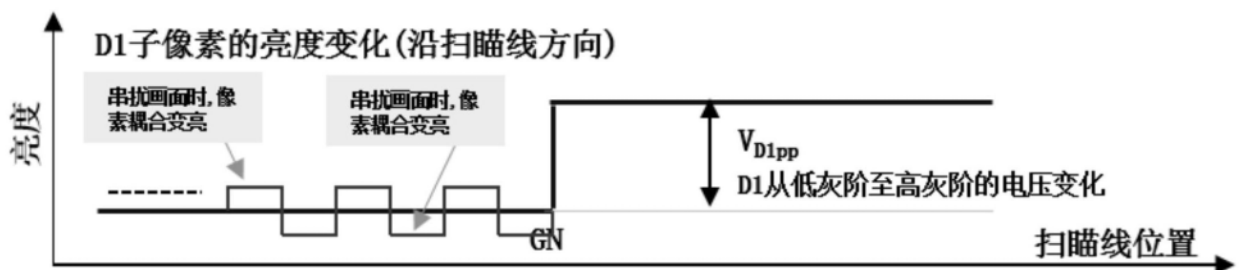 D1子像素的亮度变化(沿扫瞄线方向)
串扰画面时,像
素耦合变亮
串扰画面时,像
素耦合变亮
亮度
VD1pp
D1从低灰阶至高灰阶的电压变化
GN
扫瞄线位置